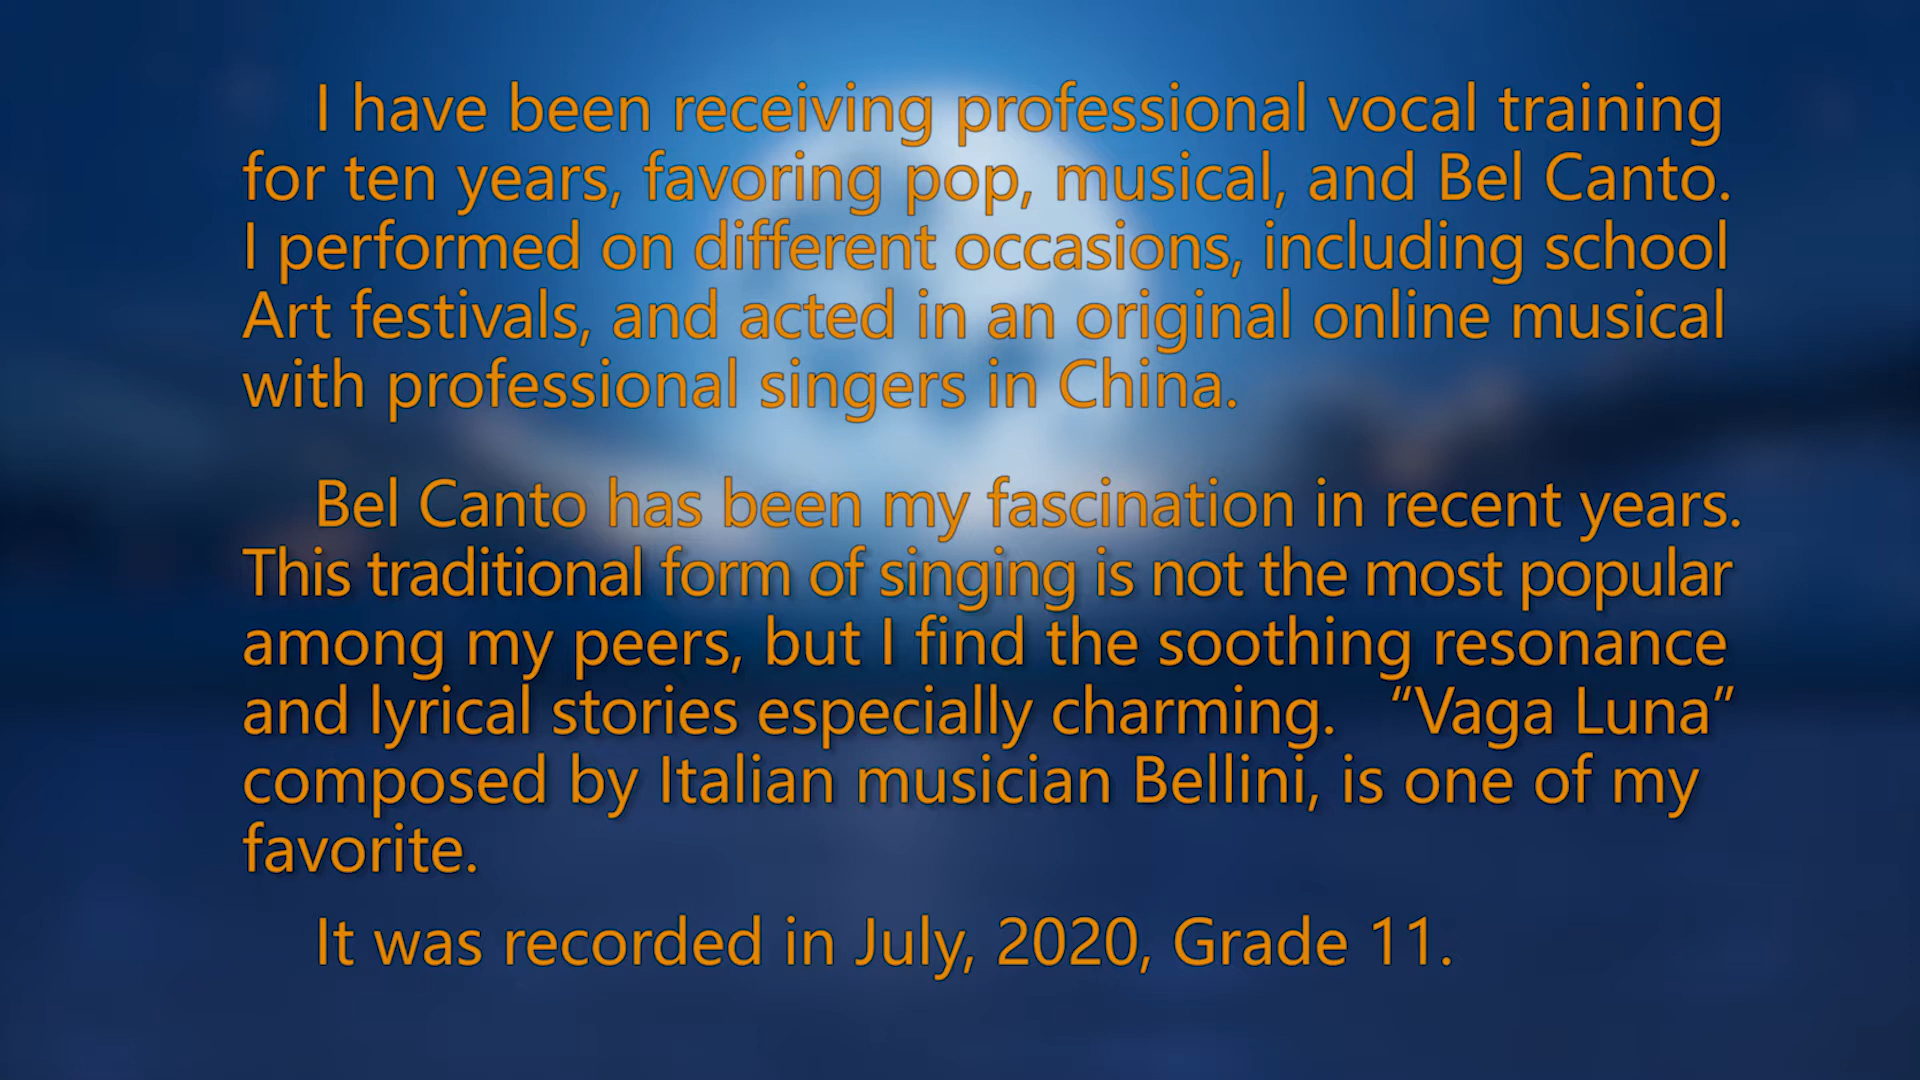 I have been receiving professional vocal training
for ten years, favoring pop, musical, and Bel Canto.
I performed on different occasions, including school
Art festivals, and acted in an original online musical
with professional singers in China.
Bel Canto has been my fascination in recent years.
This traditional form of singing is not the most popular
among my peers, but I find the soothing resonance
and lyrical stories especially charming. “Vaga Luna”
composed by Italian musician Bellini, is one of my
favorite.
It was recorded in July, 2020, Grade 11.